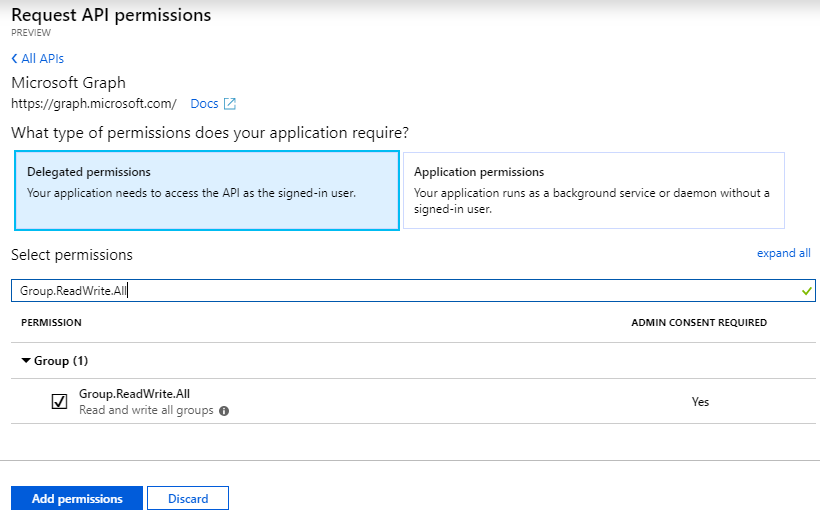 Request API permissions
PREVIEW
All APIs
Microsoft Graph
https://graph.microsoft.com/ Docs
What type of permissions does your application require?
Delegated permissions
Your application needs to access the API as the signed-in user.
Application permissions
Your application runs as a background service or daemon without a
signed-in user.
Select permissions
expand all
Group.ReadWrite.All
PERMISSION
ADMIN CONSENT REQUIRED
Group (1)
Group.ReadWrite.All
Read and write all groups
Yes
Add permissions
Discard